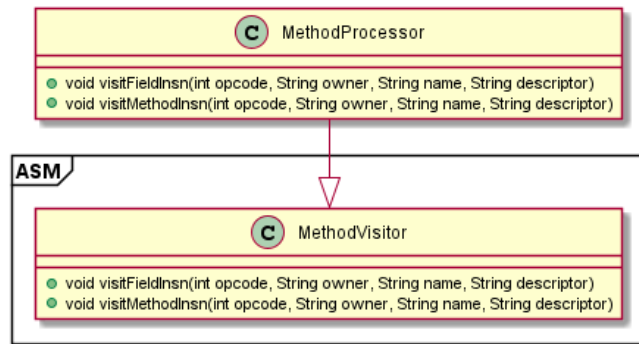 C MethodProcessor
void visitFieldInsn(int opcode, String owner, String name, String descriptor)
void visitMethodInsn(int opcode, String owner, String name, String descriptor)
ASM
C MethodVisitor
void visitFieldInsn(int opcode, String owner, String name, String descriptor)
void visitMethodInsn(int opcode, String owner, String name, String descriptor)